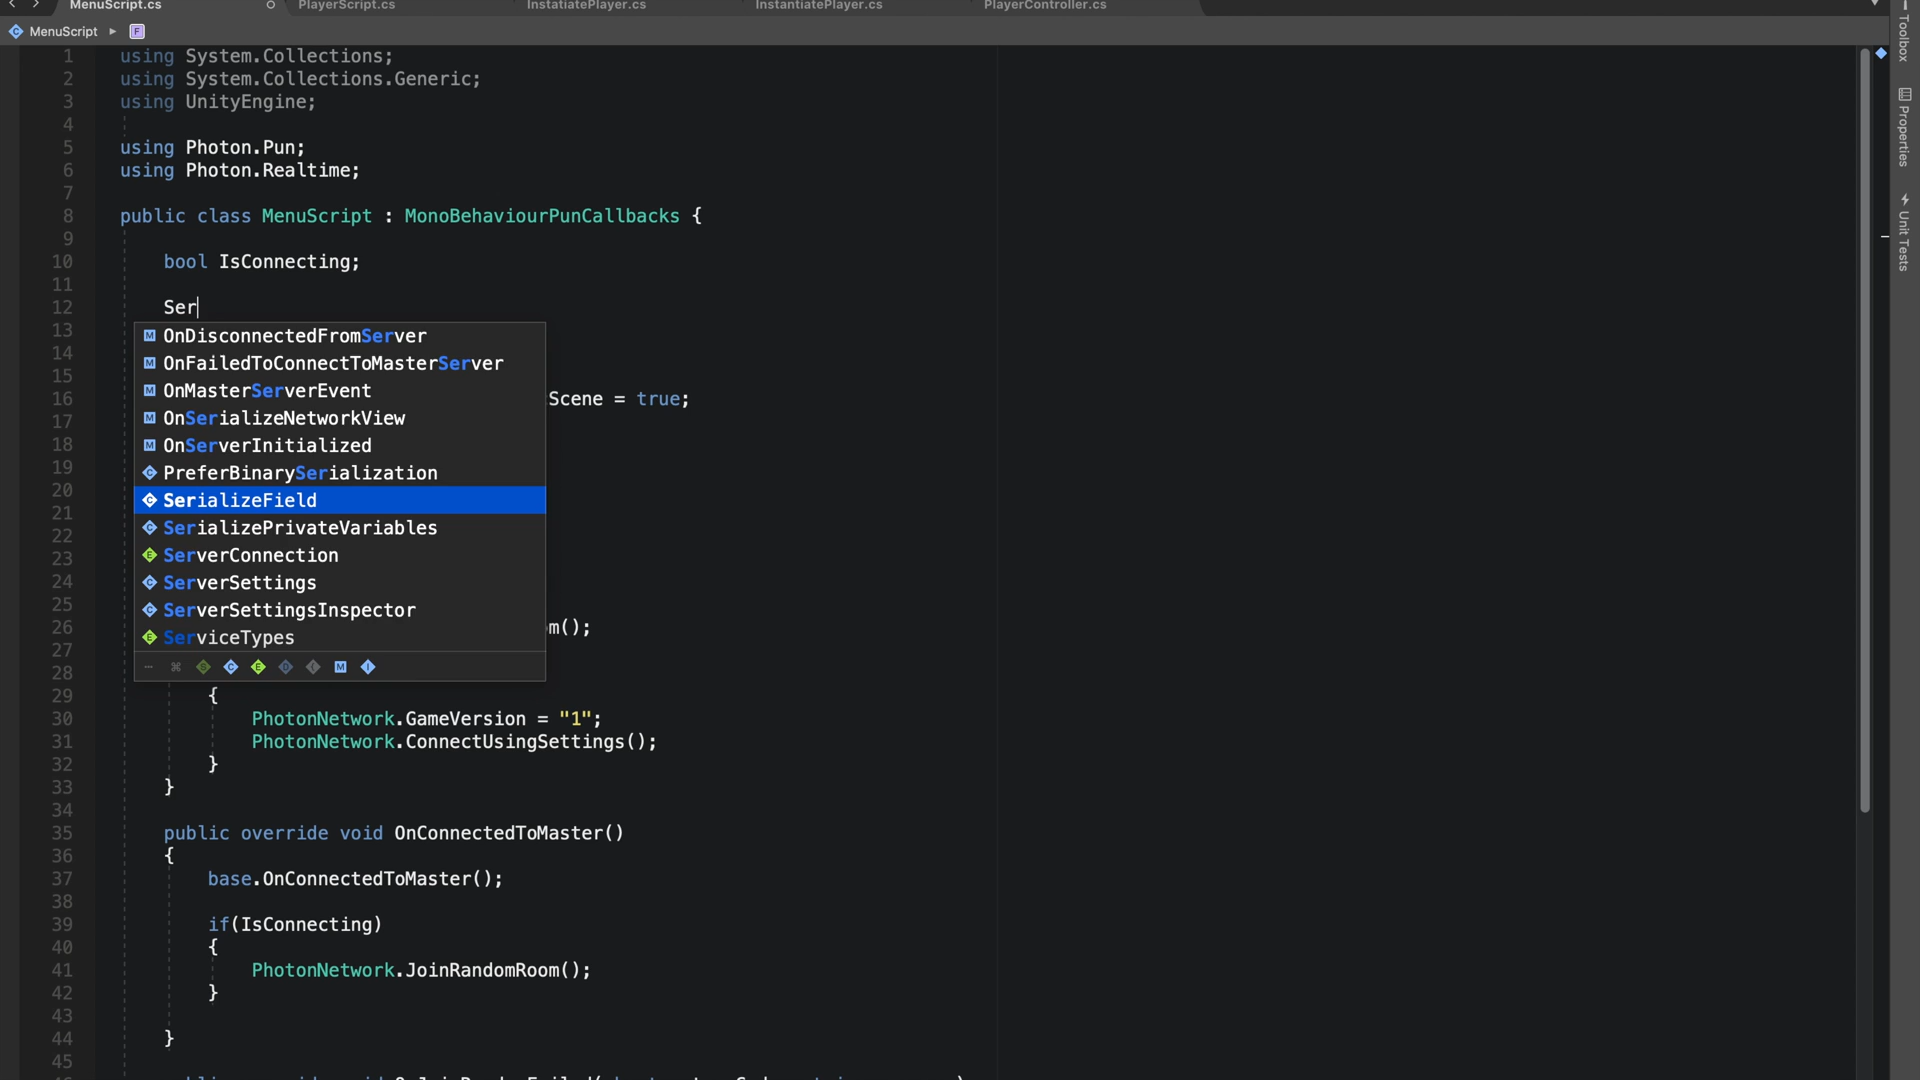 MenuScript.cs PlayerScript.cs InstatiatePlayer.cs InstantiatePlayer.cs PlayerController.cs
MenuScript
1 using System.Collections;
2 using System.Collections.Generic;
3 using UnityEngine;
4
5 using Photon.Pun;
6 using Photon.Realtime;
7
8 public class MenuScript : MonoBehaviourPunCallbacks {
9
10 bool IsConnecting;
11
12 Ser
13
14
15
16 Scene = true;
17
18
19
20
21
22
23
24
25
26 m();
27
28
29 {
30 PhotonNetwork.GameVersion = "1";
31 PhotonNetwork.ConnectUsingSettings();
32 }
33 }
34
35 public override void OnConnectedToMaster()
36 {
37 base.OnConnectedToMaster();
38
39 if(IsConnecting)
40 {
41 PhotonNetwork.JoinRandomRoom();
42 }
43
44 }
45
OnDisconnectedFromServer
OnFailedToConnectToMasterServer
OnMasterServerEvent
OnSerializeNetworkView
OnServerInitialized
PreferBinarySerialization
SerializeField
SerializePrivateVariables
ServerConnection
ServerSettings
ServerSettingsInspector
ServiceTypes
Toolbox
Properties
Unit Tests